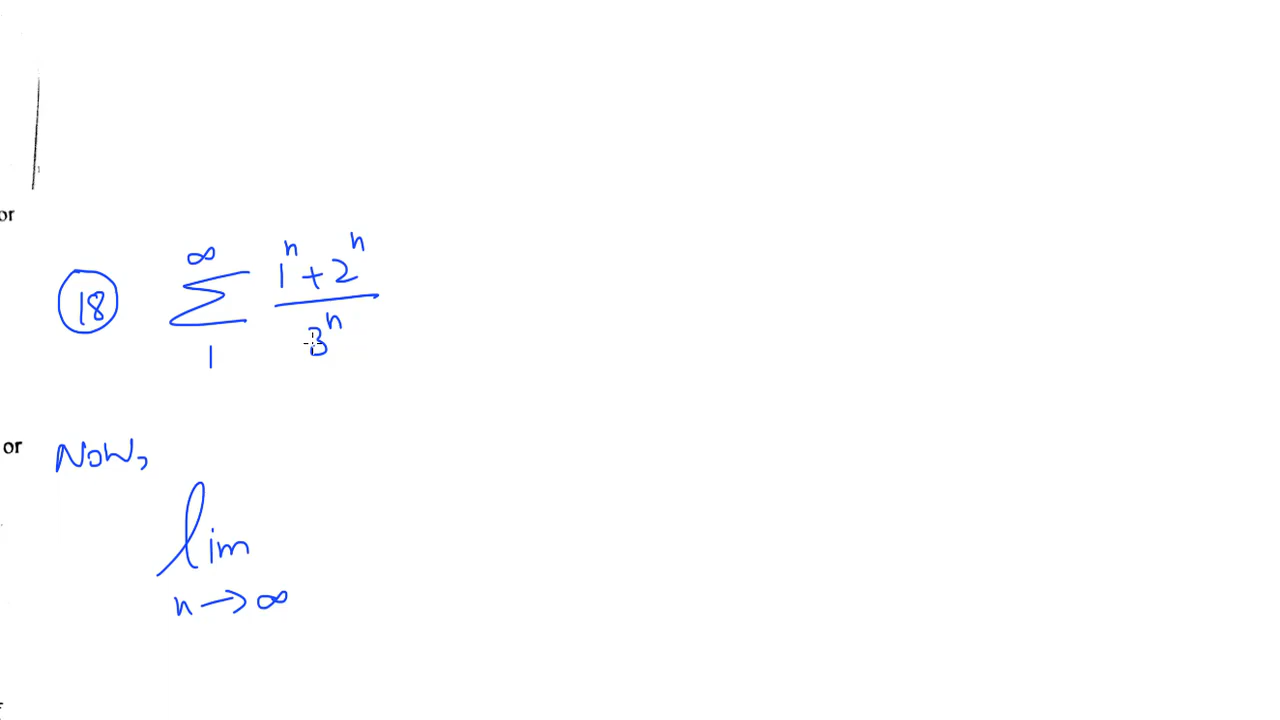 or
18 ∞ Σ 1 (1^n + 2^n) / 3^n
or
Now,
lim
n → ∞